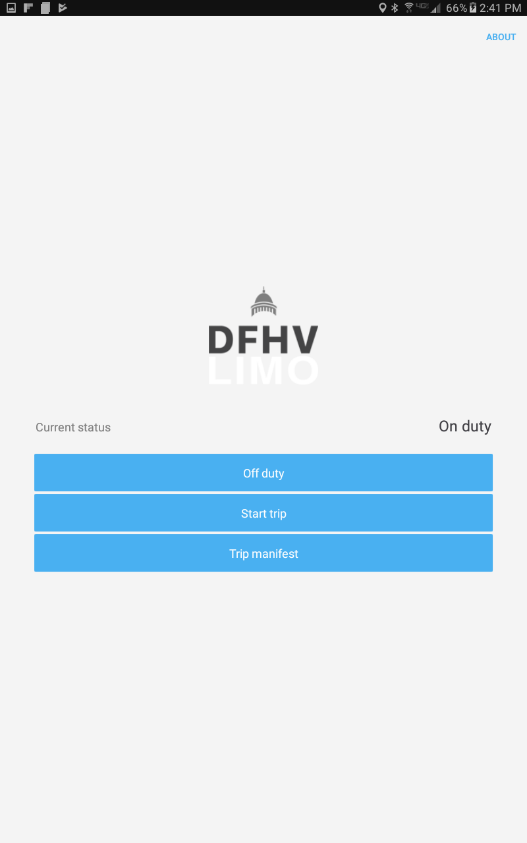 66% 2:41 PM
ABOUT
DFHV
LIMO
Current status On duty
Off duty
Start trip
Trip manifest